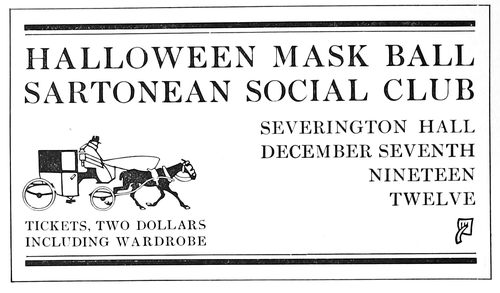 HALLOWEEN MASK BALL
SARTONEAN SOCIAL CLUB
SEVERINGTON HALL
DECEMBER SEVENTH
NINETEEN
TWELVE
TICKETS, TWO DOLLARS
INCLUDING WARDROBE